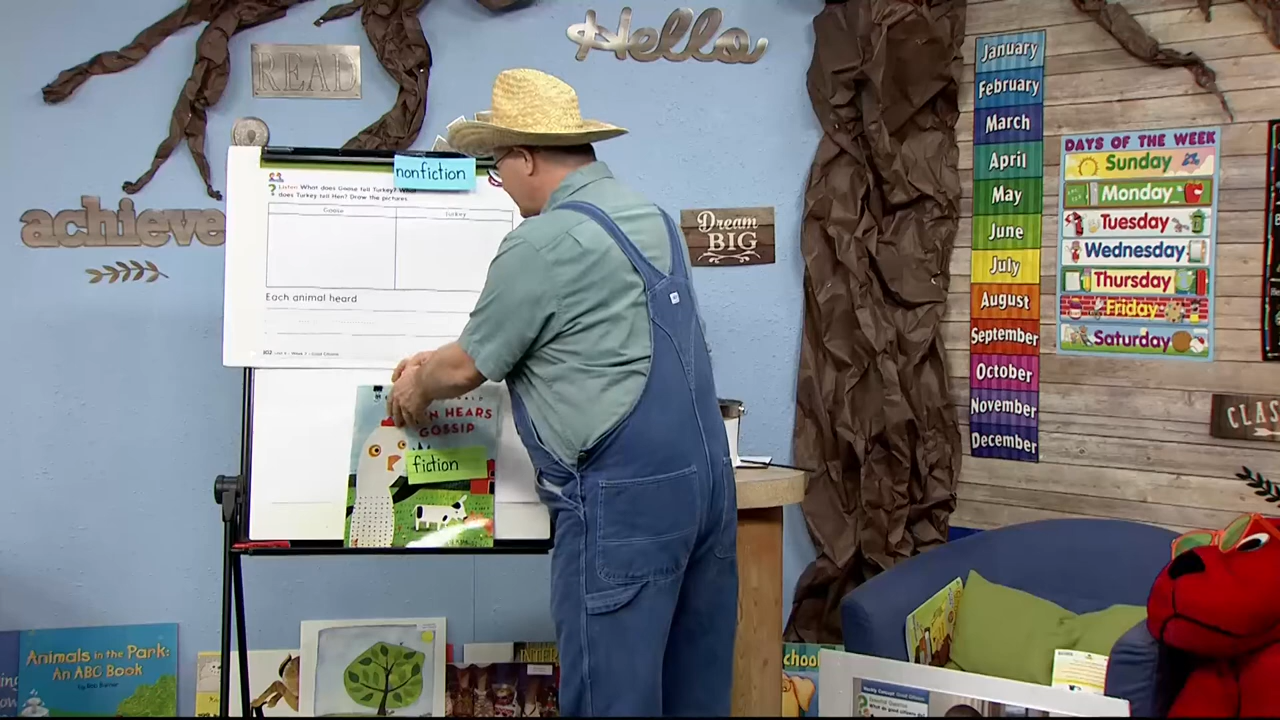 Hello
READ
achieve
nonfiction
Listen What does Goose tell Turkey? What
does Turkey tell Hen? Draw the pictures.
Goose
Turkey
Each animal heard
102
HEARS
GOSSIP
fiction
Dream
BIG
January
February
March
April
May
June
July
August
September
October
November
December
DAYS OF THE WEEK
Sunday
Monday
Tuesday
Wednesday
Thursday
Friday
Saturday
CLAS
Animals in the Park:
An ABC Book
chool